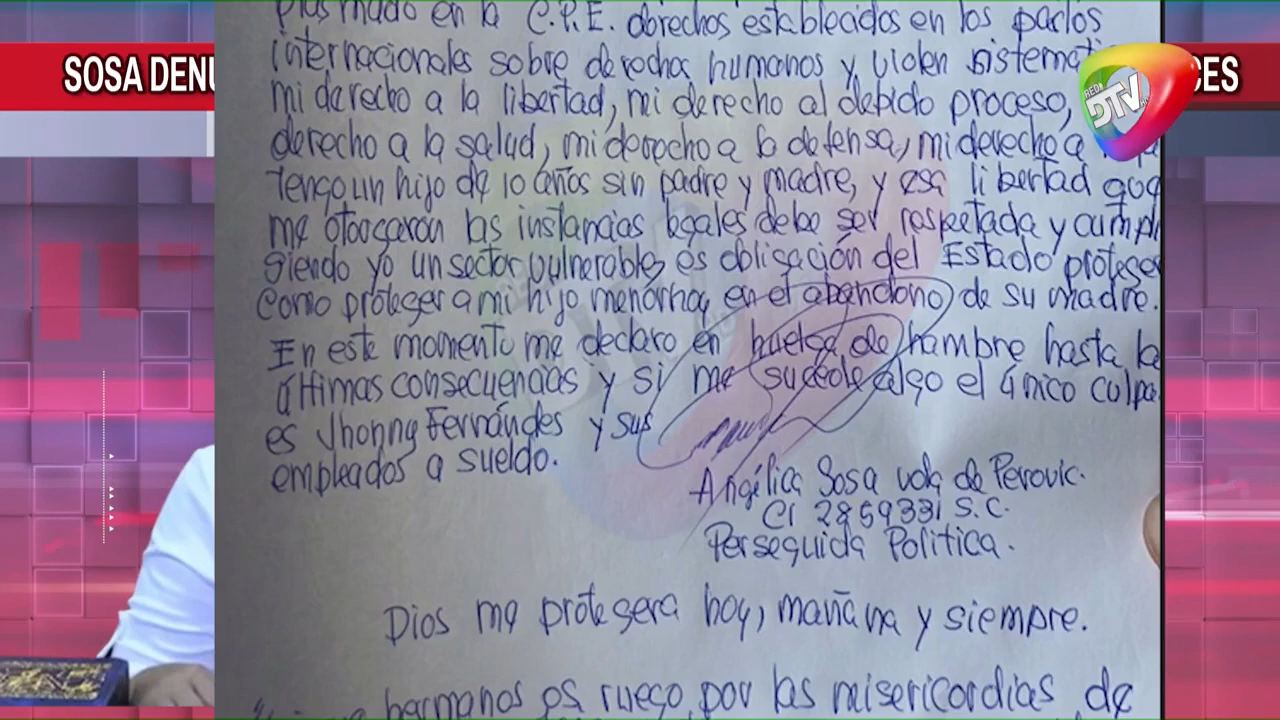 SOSA DENU
CES
RED
DTV
plasmado en la C.P.E. derechos establecidos en los pactos
internacionales sobre derechos humanos y violen
mi derecho a la libertad, mi derecho al debido proceso,
derecho a la salud, mi derecho a la defensa, mi derecho a
tengo un hijo de 10 años sin padre y madre, y esa libertad que
me otorgaron las instancias legales debe ser respetada y
siendo yo un sector vulnerable, es obligación del Estado proteger
como proteger a mi hijo menor hoy en el abandono de su madre.
En este momento me declaro en huelga de hambre hasta la
últimas consecuencias y si me sucede algo el único culpa
es Jhonny Fernández y sus
empleados a sueldo.
Angélica Sosa vda de Perovic.
CI 2859331 S.C.
Perseguida Política.
Dios me protegera hoy, mañana y siempre.
hermanos os ruego por las misericordias de